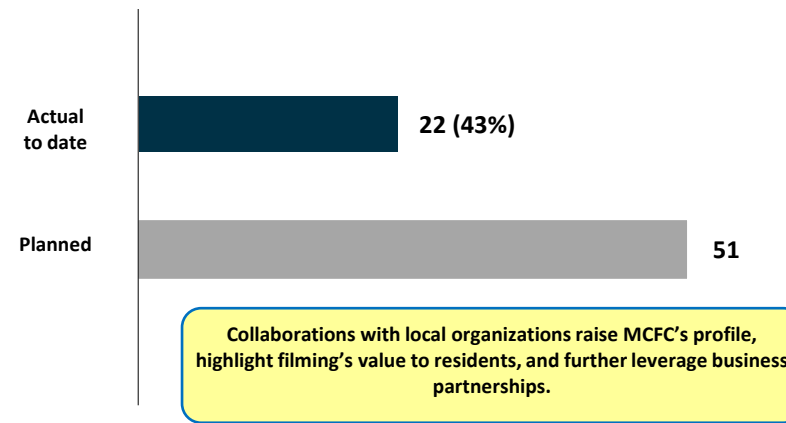 Actual
to date
22 (43%)
Planned
51
Collaborations with local organizations raise MCFC’s profile,
highlight filming’s value to residents, and further leverage business
partnerships.